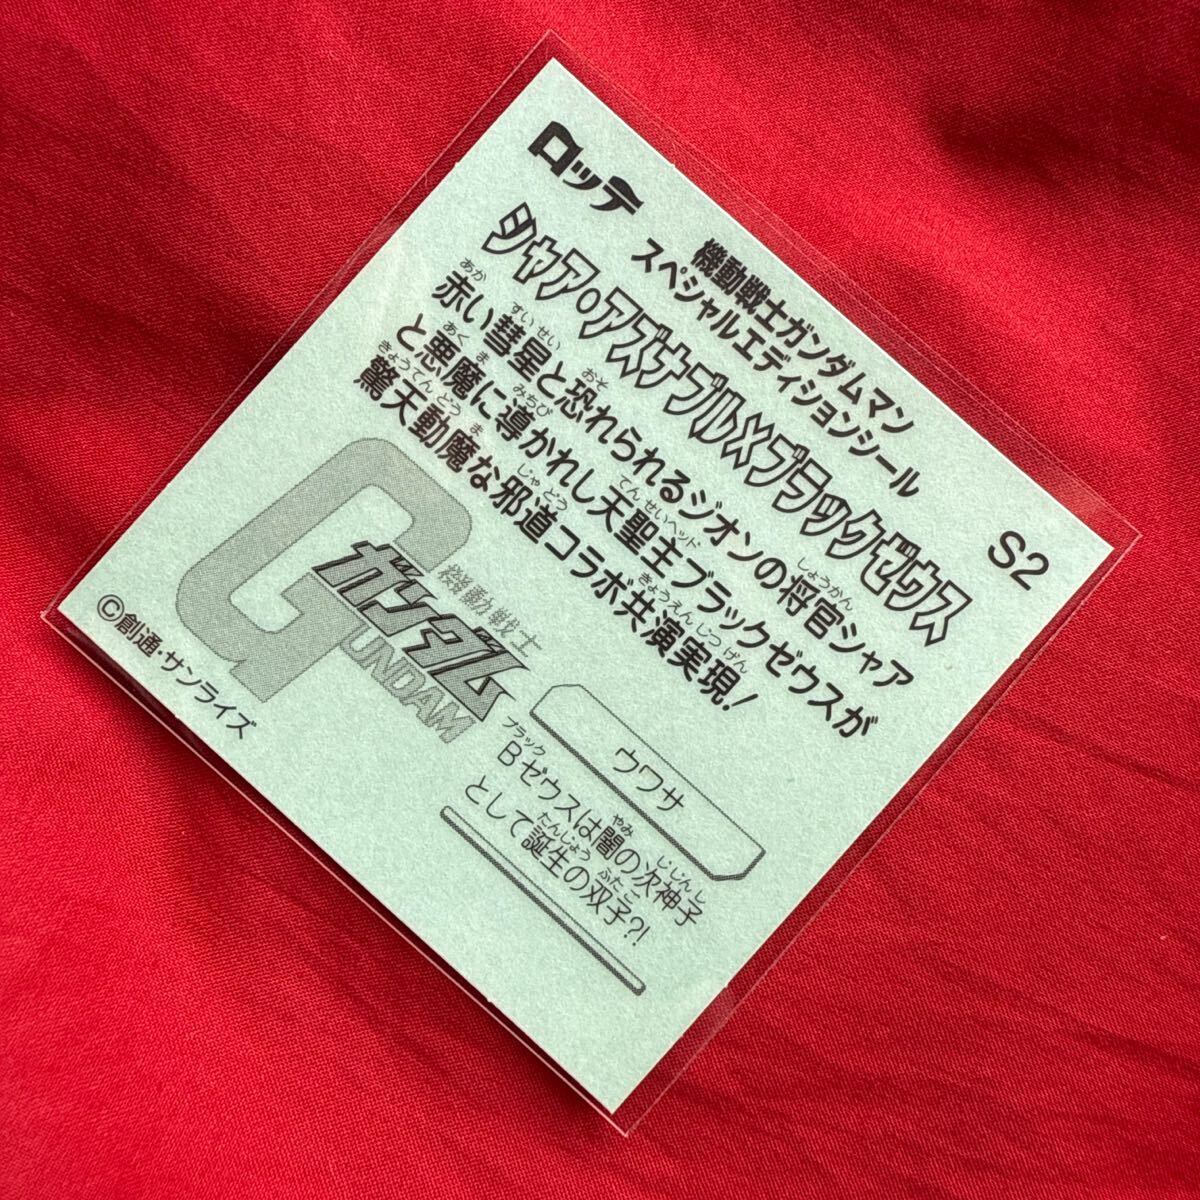 ロッテ
機動戦士ガンダムマン
スペシャルエディションシール
S2
シャア・アズナブル×ブラックゼウス
赤い彗星と恐れられるジオンの将官シャア
と悪魔に導かれし天聖主ブラックゼウスが
驚天動魔な邪道コラボ共演実現!
機動戦士
ガンダム
GUNDAM
©創通・サンライズ
ウワサ
Bゼウスは闇の次神子
として誕生の双子?!